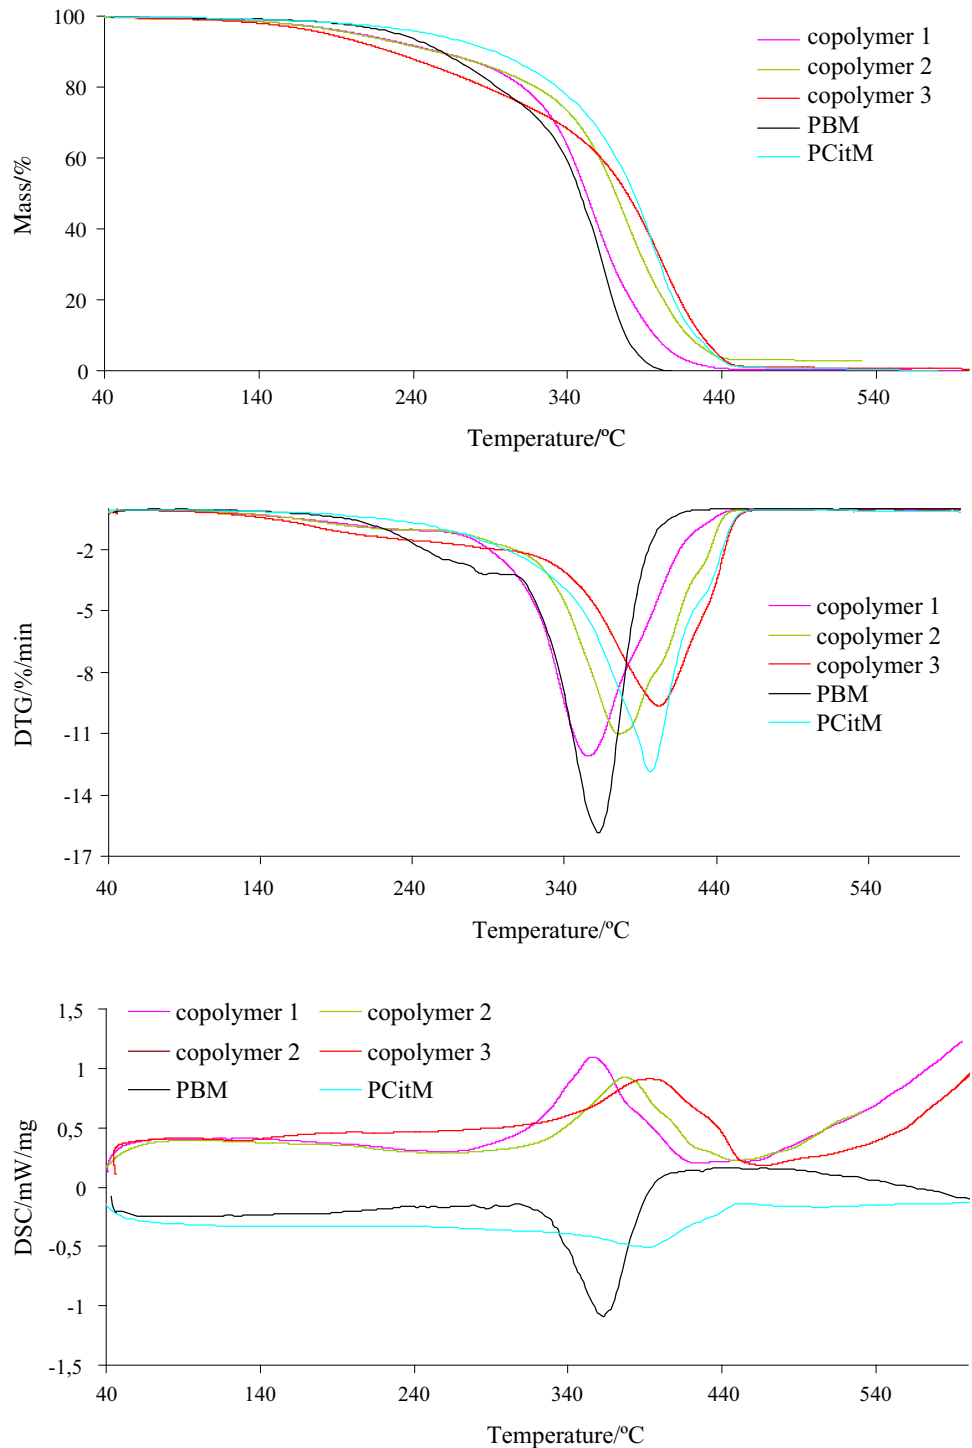 100
80
60
40
20
0
Mass/%
40 140 240 340 440 540
Temperature/ºC
copolymer 1
copolymer 2
copolymer 3
PBM
PCitM
-2
-5
-8
-11
-14
-17
DTG/%/min
40 140 240 340 440 540
Temperature/ºC
copolymer 1
copolymer 2
copolymer 3
PBM
PCitM
1,5
1
0,5
0
-0,5
-1
-1,5
DSC/mW/mg
40 140 240 340 440 540
Temperature/ºC
copolymer 1 copolymer 2
copolymer 2 copolymer 3
PBM PCitM